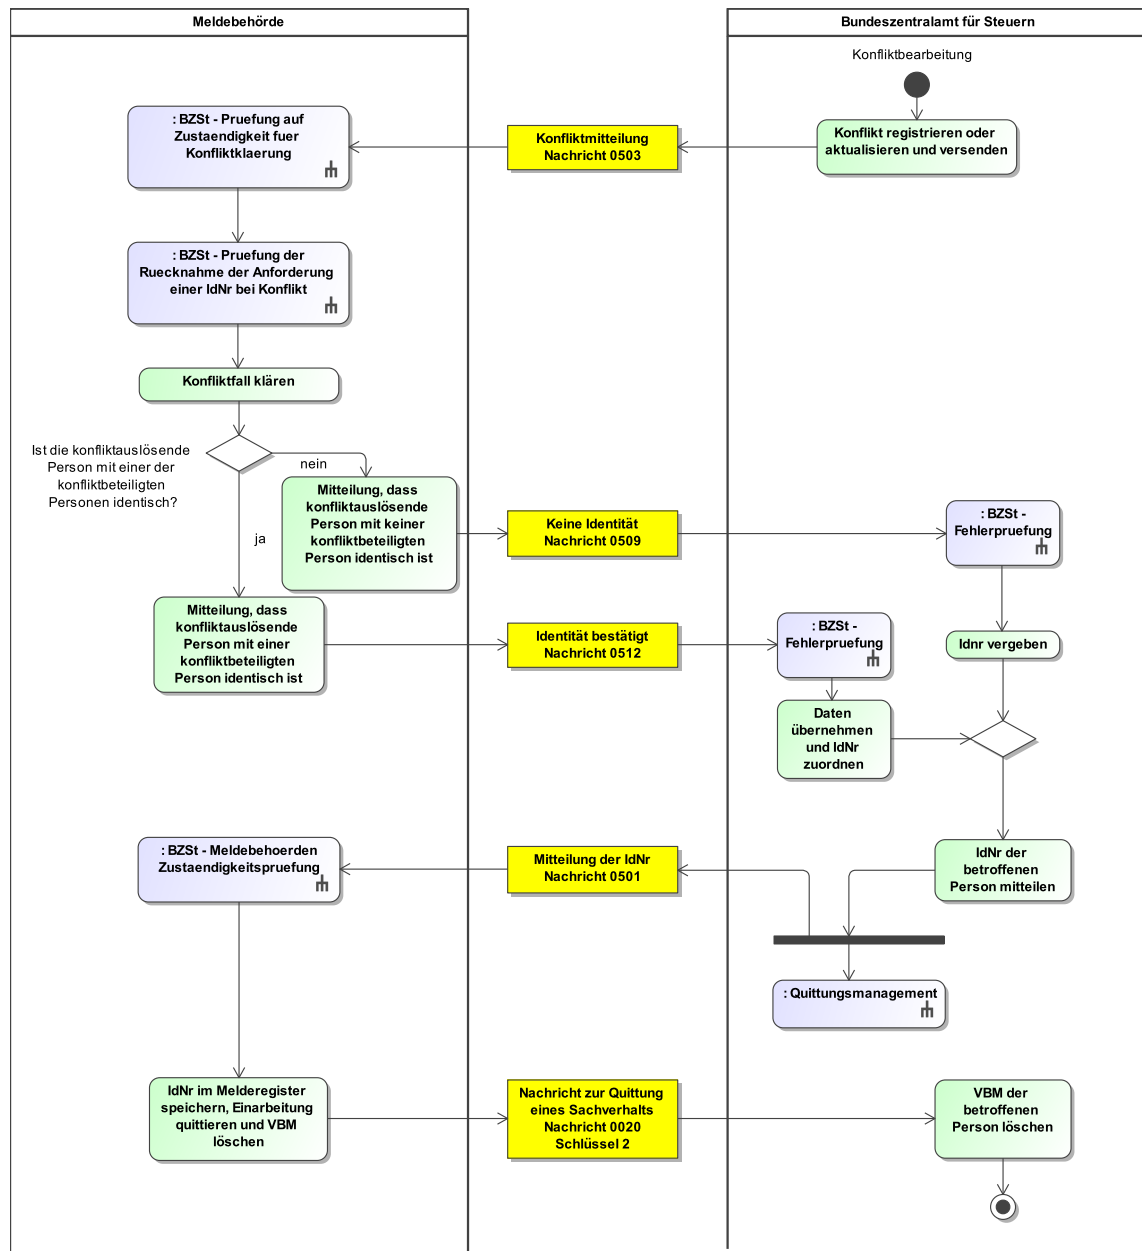 Meldebehörde
Bundeszentralamt für Steuern
Konfliktbearbeitung
: BZSt - Pruefung auf
Zustaendigkeit fuer
Konfliktklaerung
Konfliktmitteilung
Nachricht 0503
Konflikt registrieren oder
aktualisieren und versenden
: BZSt - Pruefung der
Ruecknahme der Anforderung
einer IdNr bei Konflikt
Konfliktfall klären
Ist die konfliktauslösende
Person mit einer der
konfliktbeteiligten
Personen identisch?
nein
ja
Mitteilung, dass
konfliktauslösende
Person mit keiner
konfliktbeteiligten
Person identisch ist
Keine Identität
Nachricht 0509
: BZSt -
Fehlerpruefung
Mitteilung, dass
konfliktauslösende
Person mit einer
konfliktbeteiligten
Person identisch ist
Identität bestätigt
Nachricht 0512
: BZSt -
Fehlerpruefung
Idnr vergeben
Daten
übernehmen
und IdNr
zuordnen
: BZSt - Meldebehoerden
Zustaendigkeitspruefung
Mitteilung der IdNr
Nachricht 0501
IdNr der
betroffenen
Person mitteilen
: Quittungsmanagement
IdNr im Melderegister
speichern, Einarbeitung
quittieren und VBM
löschen
Nachricht zur Quittung
eines Sachverhalts
Nachricht 0020
Schlüssel 2
VBM der
betroffenen
Person löschen